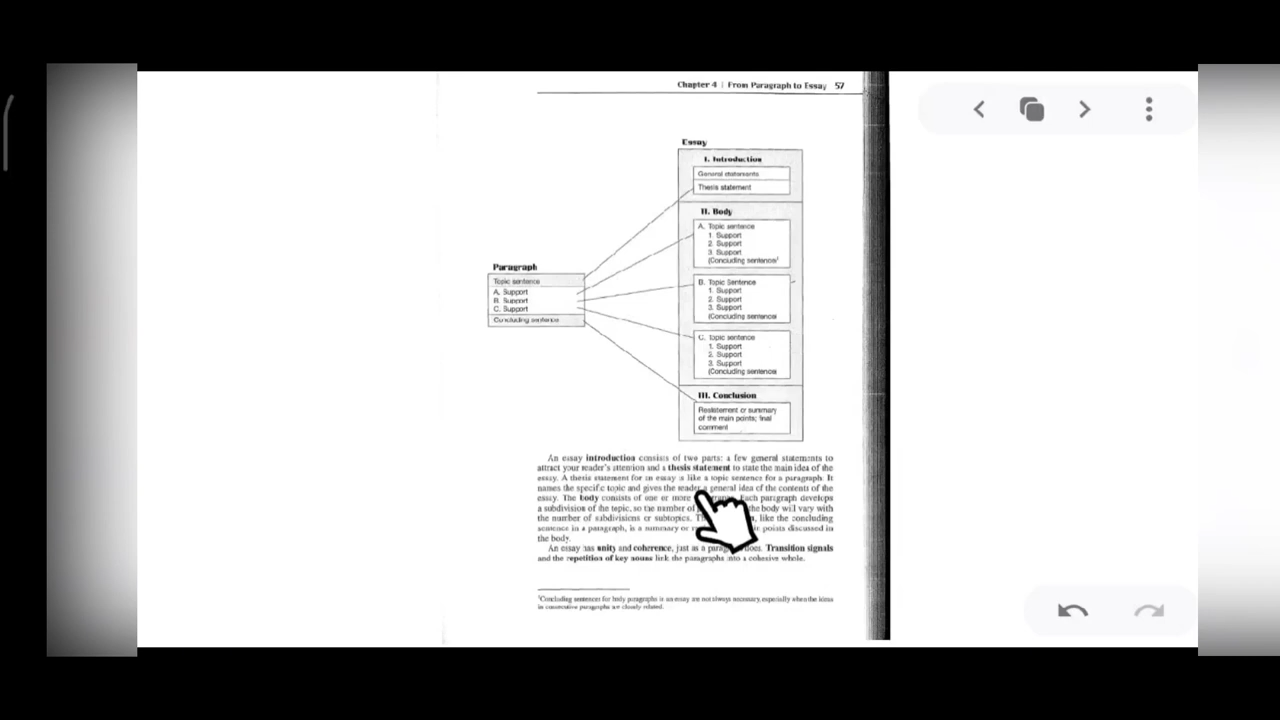 Chapter 4 | From Paragraph to Essay 57
Essay
I. Introduction
General statements
Thesis statement
II. Body
A. Topic sentence
1. Support
2. Support
3. Support
(Concluding sentence)¹
Paragraph
Topic sentence
A. Support
B. Support
C. Support
Concluding sentence
B. Topic Sentence
1. Support
2. Support
3. Support
(Concluding sentence)
C. Topic sentence
1. Support
2. Support
3. Support
(Concluding sentence)
III. Conclusion
Restatement or summary
of the main points; final
comment
An essay introduction consists of two parts: a few general statements to
attract your reader's attention and a thesis statement to state the main idea of the
essay. A thesis statement for an essay is like a topic sentence for a paragraph. It
names the specific topic and gives the reader a general idea of the contents of the
essay. The body consists of one or more Each paragraph develops
a subdivision of the topic, so the number of the body will vary with
the number of subdivisions or subtopics. like the concluding
sentence in a paragraph, is a summary or points discussed in
the body.
An essay has unity and coherence, just as a does. Transition signals
and the repetition of key nouns link the paragraphs into a cohesive whole.
¹Concluding sentences for body paragraphs in an essay are not always necessary, especially when the ideas
in consecutive paragraphs are closely related.